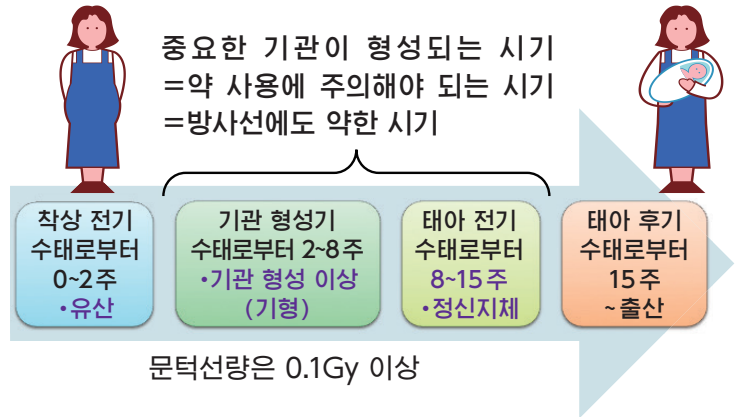 중요한 기관이 형성되는 시기
=약 사용에 주의해야 되는 시기
=방사선에도 약한 시기
착상 전기
수태로부터
0~2주
•유산
기관 형성기
수태로부터 2~8주
•기관 형성 이상
(기형)
태아 전기
수태로부터
8~15주
•정신지체
태아 후기
수태로부터
15주
~출산
문턱선량은 0.1Gy 이상